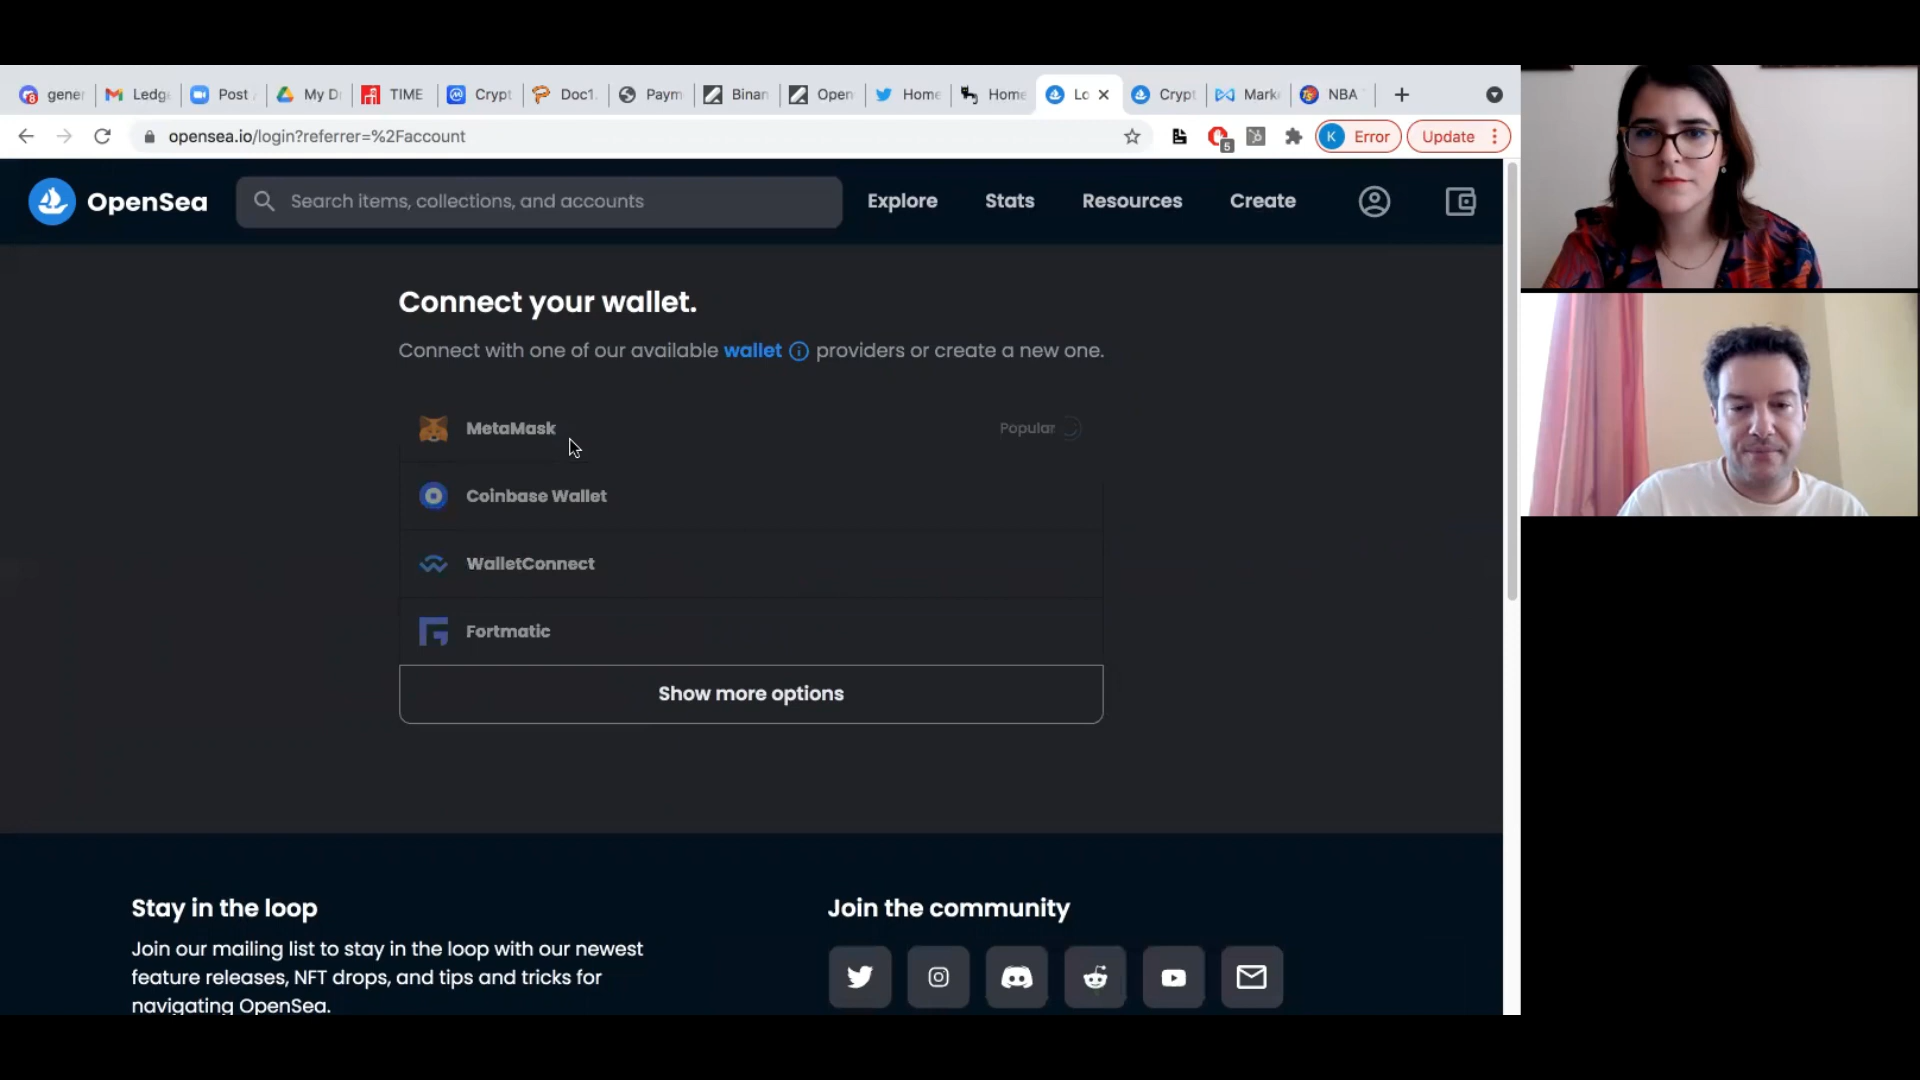 gener
Ledg
Post
My D
TIME
Crypt
Doc1.
Paym
Binan
Open
Home
Home
Lo
Crypt
Mark
NBA
opensea.io/login?referrer=%2Faccount
5
K
Error
Update
OpenSea
Search items, collections, and accounts
Explore
Stats
Resources
Create
Connect your wallet.
Connect with one of our available wallet providers or create a new one.
MetaMask
Popular
Coinbase Wallet
WalletConnect
Fortmatic
Show more options
Stay in the loop
Join our mailing list to stay in the loop with our newest
feature releases, NFT drops, and tips and tricks for
navigating OpenSea.
Join the community